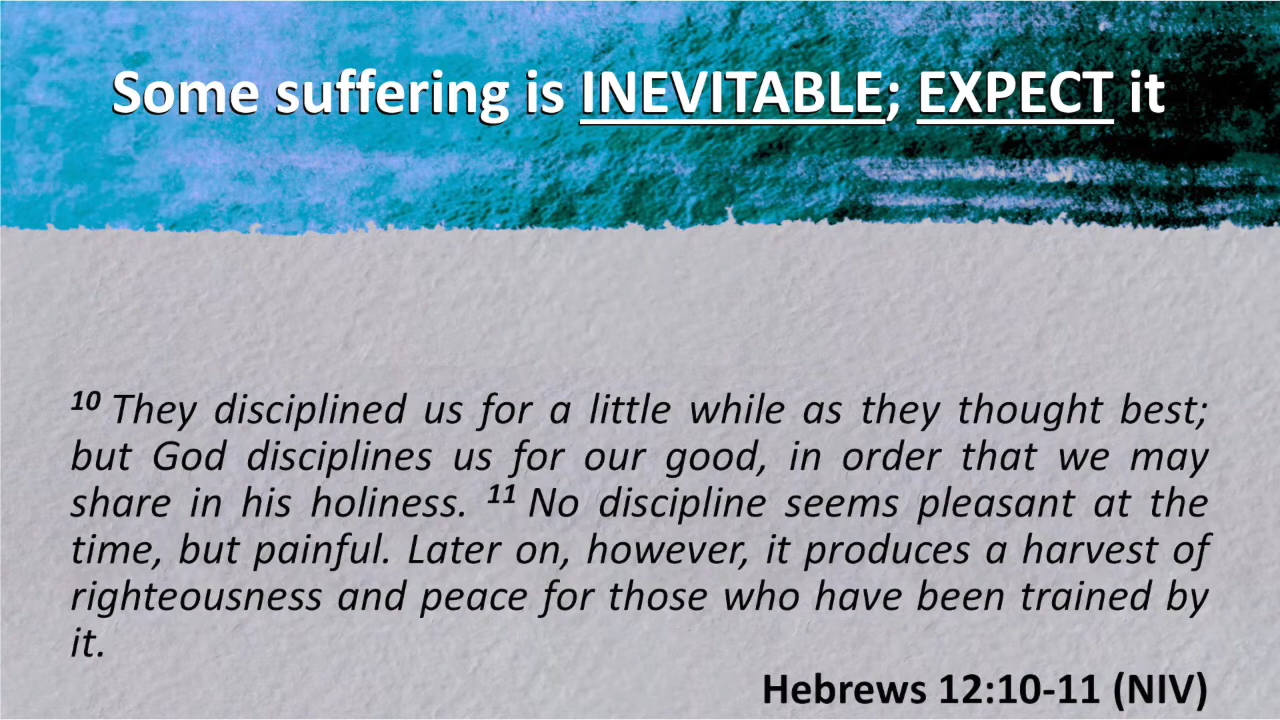 Some suffering is INEVITABLE; EXPECT it
10 They disciplined us for a little while as they thought best;
but God disciplines us for our good, in order that we may
share in his holiness. 11 No discipline seems pleasant at the
time, but painful. Later on, however, it produces a harvest of
righteousness and peace for those who have been trained by
it.
Hebrews 12:10-11 (NIV)